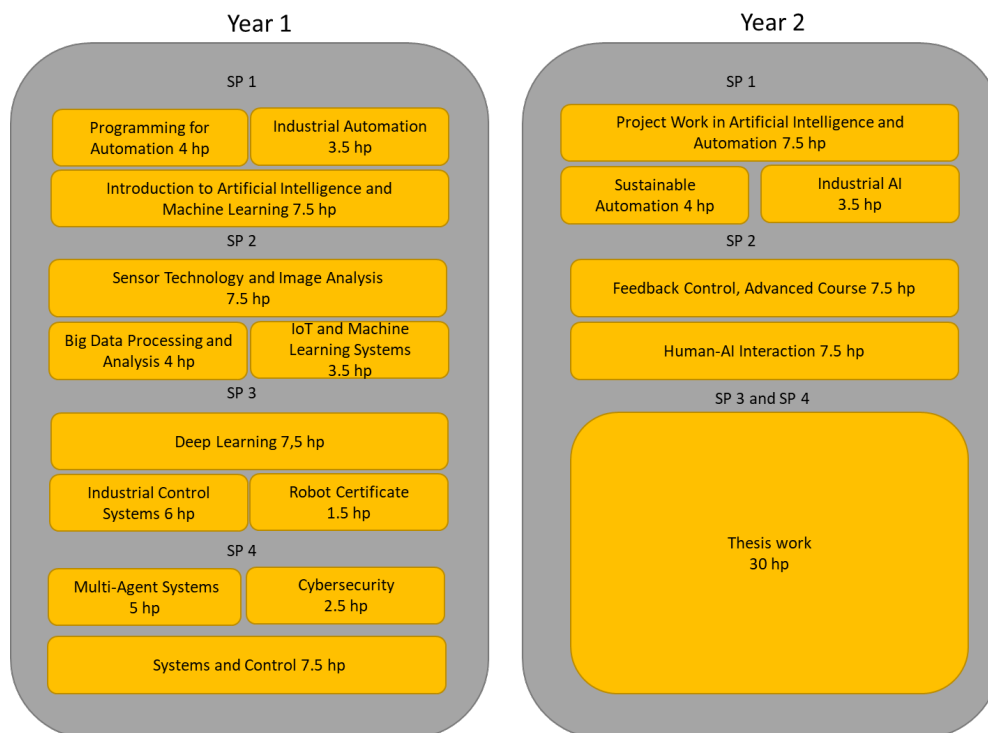 Year 1
SP 1
Programming for
Automation 4 hp
Industrial Automation
3.5 hp
Introduction to Artificial Intelligence and
Machine Learning 7.5 hp
SP 2
Sensor Technology and Image Analysis
7.5 hp
Big Data Processing and
Analysis 4 hp
IoT and Machine
Learning Systems
3.5 hp
SP 3
Deep Learning 7,5 hp
Industrial Control
Systems 6 hp
Robot Certificate
1.5 hp
SP 4
Multi-Agent Systems
5 hp
Cybersecurity
2.5 hp
Systems and Control 7.5 hp
Year 2
SP 1
Project Work in Artificial Intelligence and
Automation 7.5 hp
Sustainable
Automation 4 hp
Industrial AI
3.5 hp
SP 2
Feedback Control, Advanced Course 7.5 hp
Human-AI Interaction 7.5 hp
SP 3 and SP 4
Thesis work
30 hp